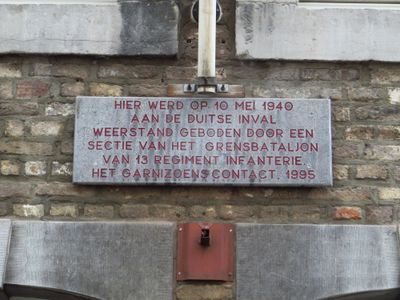 HIER WERD OP 10 MEI 1940
AAN DE DUITSE INVAL
WEERSTAND GEBODEN DOOR EEN
SECTIE VAN HET GRENSBATALJON
VAN 13 REGIMENT INFANTERIE.
HET GARNIZOENSCONTACT. 1995